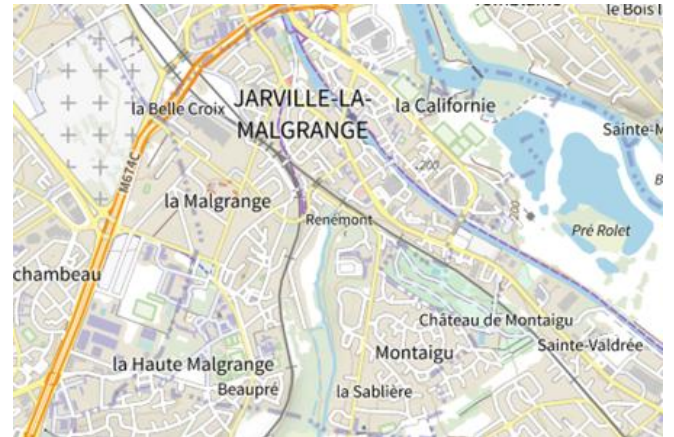 le Bois l
la Belle Croix
JARVILLE-LA-
MALGRANGE
la Californie
Sainte-M
M674C
200
la Malgrange
200
Renémont
Pré Rolet
chambeau
Château de Montaigu
Sainte-Valdrée
Montaigu
la Haute Malgrange
Beaupré
la Sablière